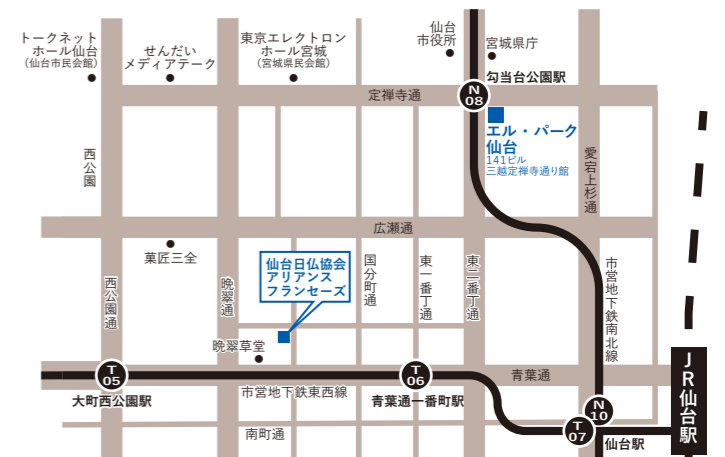 トークネット
ホール仙台
(仙台市民会館)
せんだい
メディアテーク
東京エレクトロン
ホール宮城
(宮城県民会館)
仙台
市役所
宮城県庁
勾当台公園駅
N
08
定禅寺通
エル・パーク
仙台
141ビル
三越定禅寺通り館
西公園
愛宕上杉通
広瀬通
菓匠三全
仙台日仏協会
アリアンス
フランセーズ
西公園通
晩翠通
国分町通
東一番丁通
東二番丁通
市営地下鉄南北線
晩翠草堂
T
05
T
06
青葉通
JR仙台駅
大町西公園駅
市営地下鉄東西線
青葉通一番町駅
N
10
T
07
南町通
仙台駅